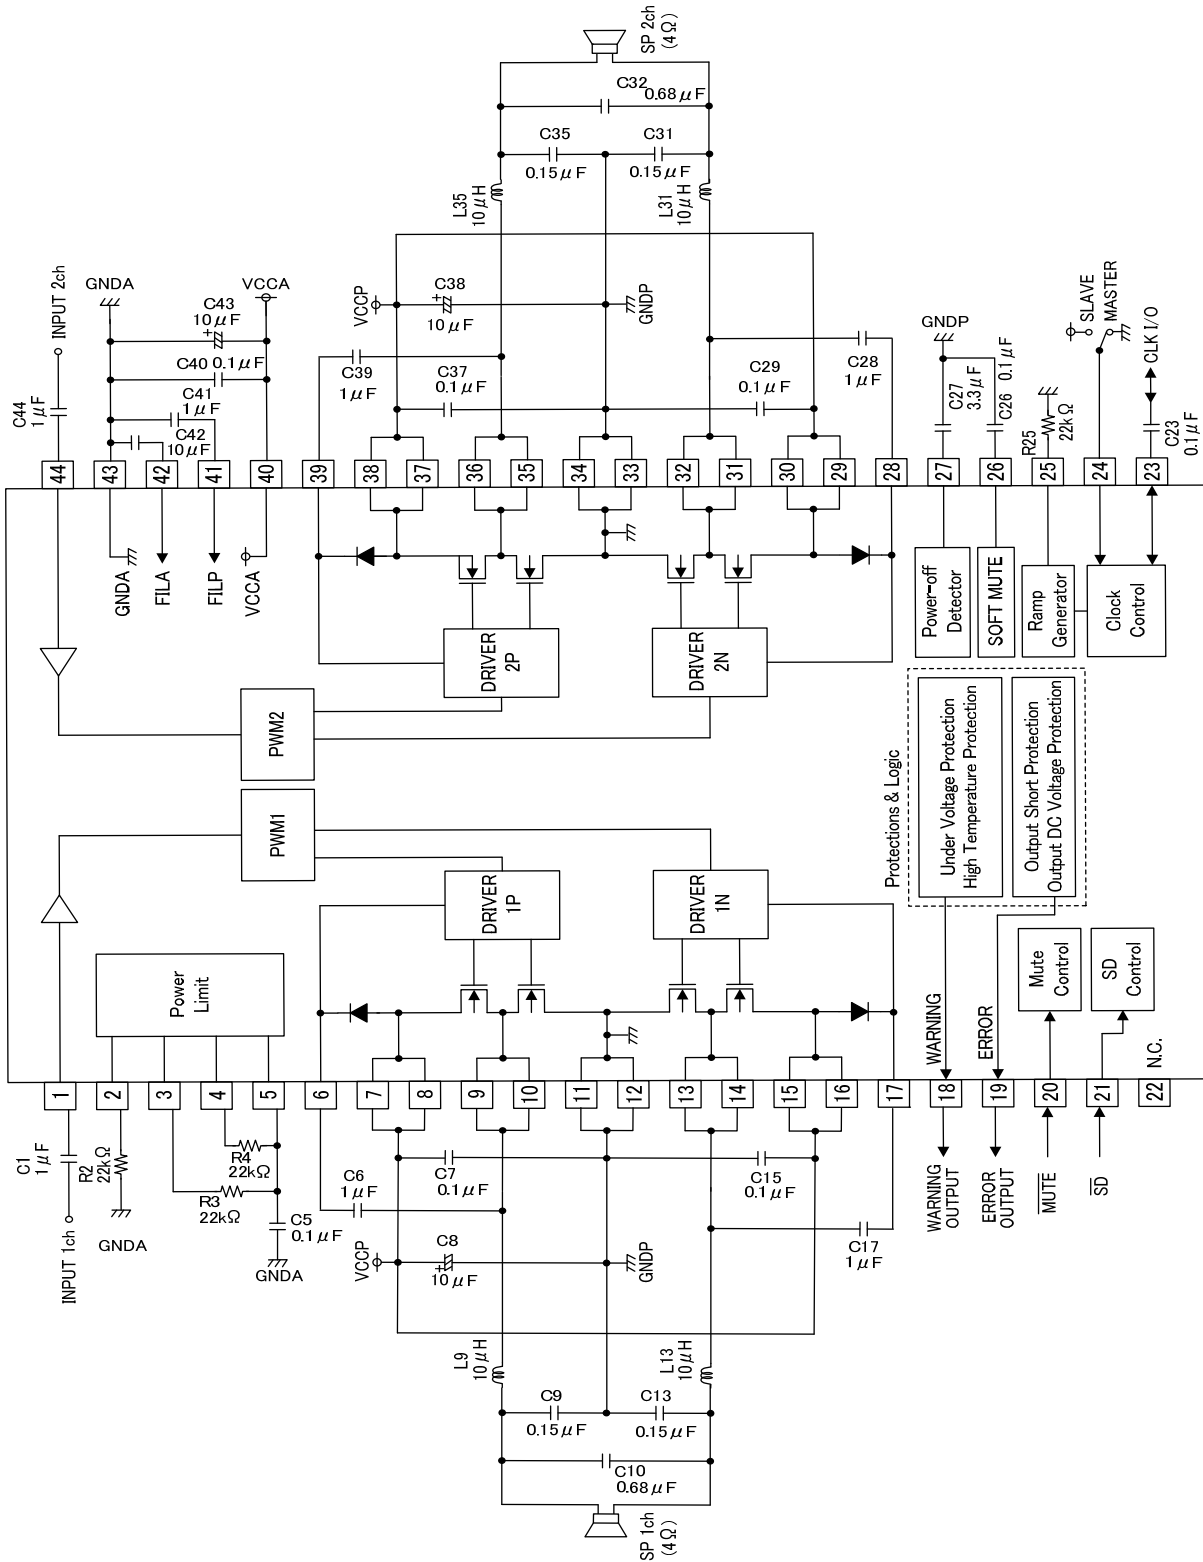 SP 2ch
(4Ω)
C32
0.68μF
C35
0.15μF
C31
0.15μF
L35
10μH
L31
10μH
INPUT 2ch
C44
1μF
GNDA
C43
+
10μF
VCCA
C40 0.1μF
C41
1μF
C42
10μF
VCCP
+
C38
10μF
GNDP
C39
1μF
C37
0.1μF
C29
0.1μF
C28
1μF
GNDP
C27
3.3μF
C26
0.1μF
R25
22kΩ
SLAVE
MASTER
CLK I/O
C23
0.1μF
44
43
42
41
40
39
38
37
36
35
34
33
32
31
30
29
28
27
26
25
24
23
GNDA
FILA
FILP
VCCA
DRIVER
2P
DRIVER
2N
Power-off
Detector
SOFT MUTE
Ramp
Generator
Clock
Control
PWM2
PWM1
Protections & Logic
Under Voltage Protection
High Temperature Protection
Output Short Protection
Output DC Voltage Protection
DRIVER
1P
DRIVER
1N
Power
Limit
WARNING
ERROR
Mute
Control
SD
Control
N.C.
1
2
3
4
5
6
7
8
9
10
11
12
13
14
15
16
17
18
19
20
21
22
C1
1μF
INPUT 1ch
R2
22kΩ
GNDA
R4
22kΩ
R3
22kΩ
C5
0.1μF
GNDA
C6
1μF
C7
0.1μF
C15
0.1μF
C17
1μF
VCCP
C8
+
10μF
GNDP
WARNING
OUTPUT
ERROR
OUTPUT
MUTE
SD
L9
10μH
L13
10μH
C9
0.15μF
C13
0.15μF
C10
0.68μF
SP 1ch
(4Ω)